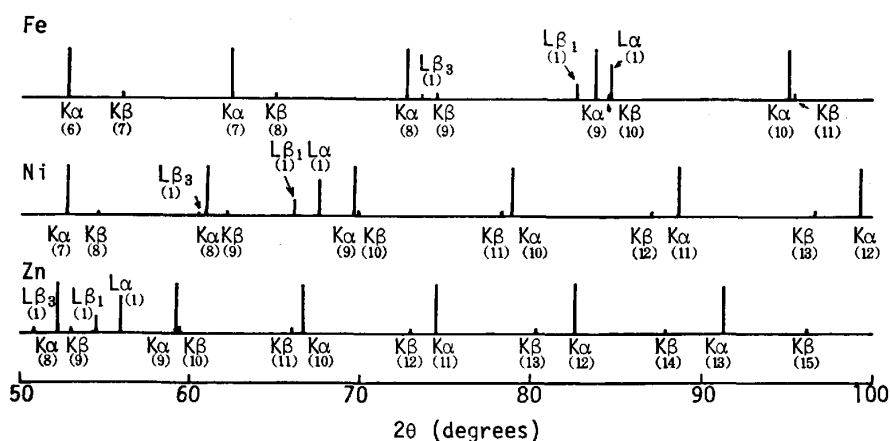 Fe
Lβ₁ Lα
(1) (1)
Lβ₃
(1)
Kα Kβ Kα Kβ Kα Kβ Kα Kβ Kα Kβ
(6) (7) (7) (8) (8) (9) (9) (10) (10) (11)
Ni
Lβ₃ Lβ₁ Lα
(1) (1) (1)
Kα Kβ Kα Kβ Kα Kβ Kβ Kα Kβ Kα Kβ Kα
(7) (8) (8) (9) (9) (10) (11) (10) (12) (11) (13) (12)
Zn
Lβ₃ Lβ₁ Lα(1)
(1) (1)
Kα Kβ Kα Kβ Kβ Kα Kβ Kα Kβ Kα Kβ Kα Kβ
(8) (9) (9) (10) (11) (10) (12) (11) (13) (12) (14) (13) (15)
50 60 70 80 90 100
2θ (degrees)